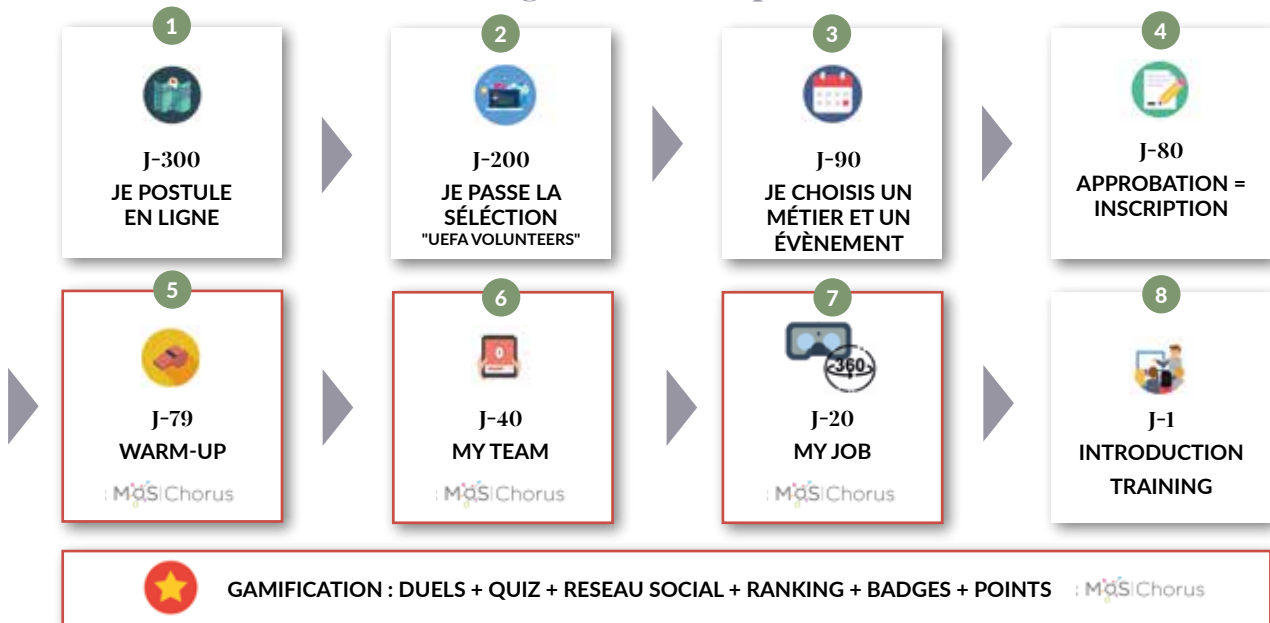 1
J-300
JE POSTULE
EN LIGNE
2
J-200
JE PASSE LA
SÉLÉCTION
"UEFA VOLUNTEERS"
3
J-90
JE CHOISIS UN
MÉTIER ET UN
ÉVÈNEMENT
4
J-80
APPROBATION =
INSCRIPTION
5
J-79
WARM-UP
MOS Chorus
6
0
J-40
MY TEAM
MOS Chorus
7
360
J-20
MY JOB
MOS Chorus
8
J-1
INTRODUCTION
TRAINING
GAMIFICATION : DUELS + QUIZ + RESEAU SOCIAL + RANKING + BADGES + POINTS
MOS Chorus